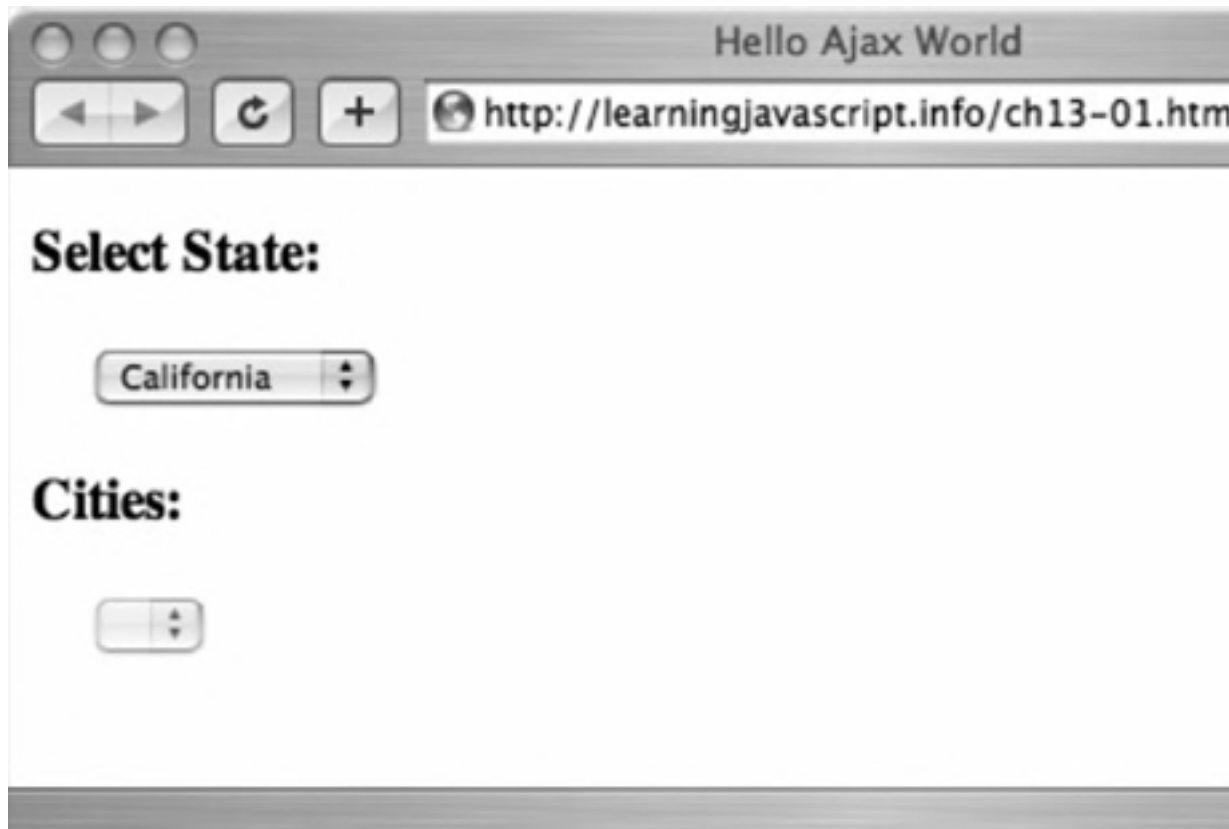 Hello Ajax World
http://learningjavascript.info/ch13-01.htm
Select State:
California
Cities: